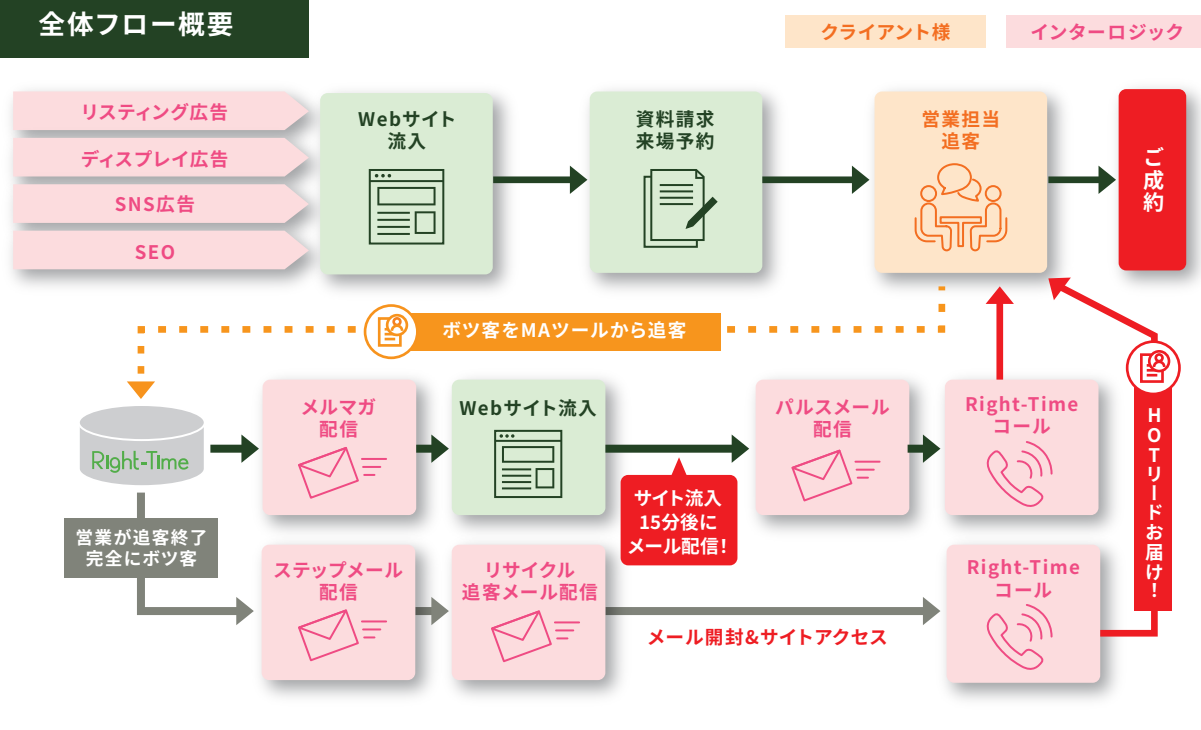 全体フロー概要
クライアント様
インターロジック
リスティング広告
ディスプレイ広告
SNS広告
SEO
Webサイト
流入
資料請求
来場予約
営業担当
追客
ご成約
ボツ客をMAツールから追客
Right-Time
メルマガ
配信
Webサイト流入
サイト流入
15分後に
メール配信!
パルスメール
配信
Right-Time
コール
HOTリードお届け!
営業が追客終了
完全にボツ客
ステップメール
配信
リサイクル
追客メール配信
メール開封&サイトアクセス
Right-Time
コール